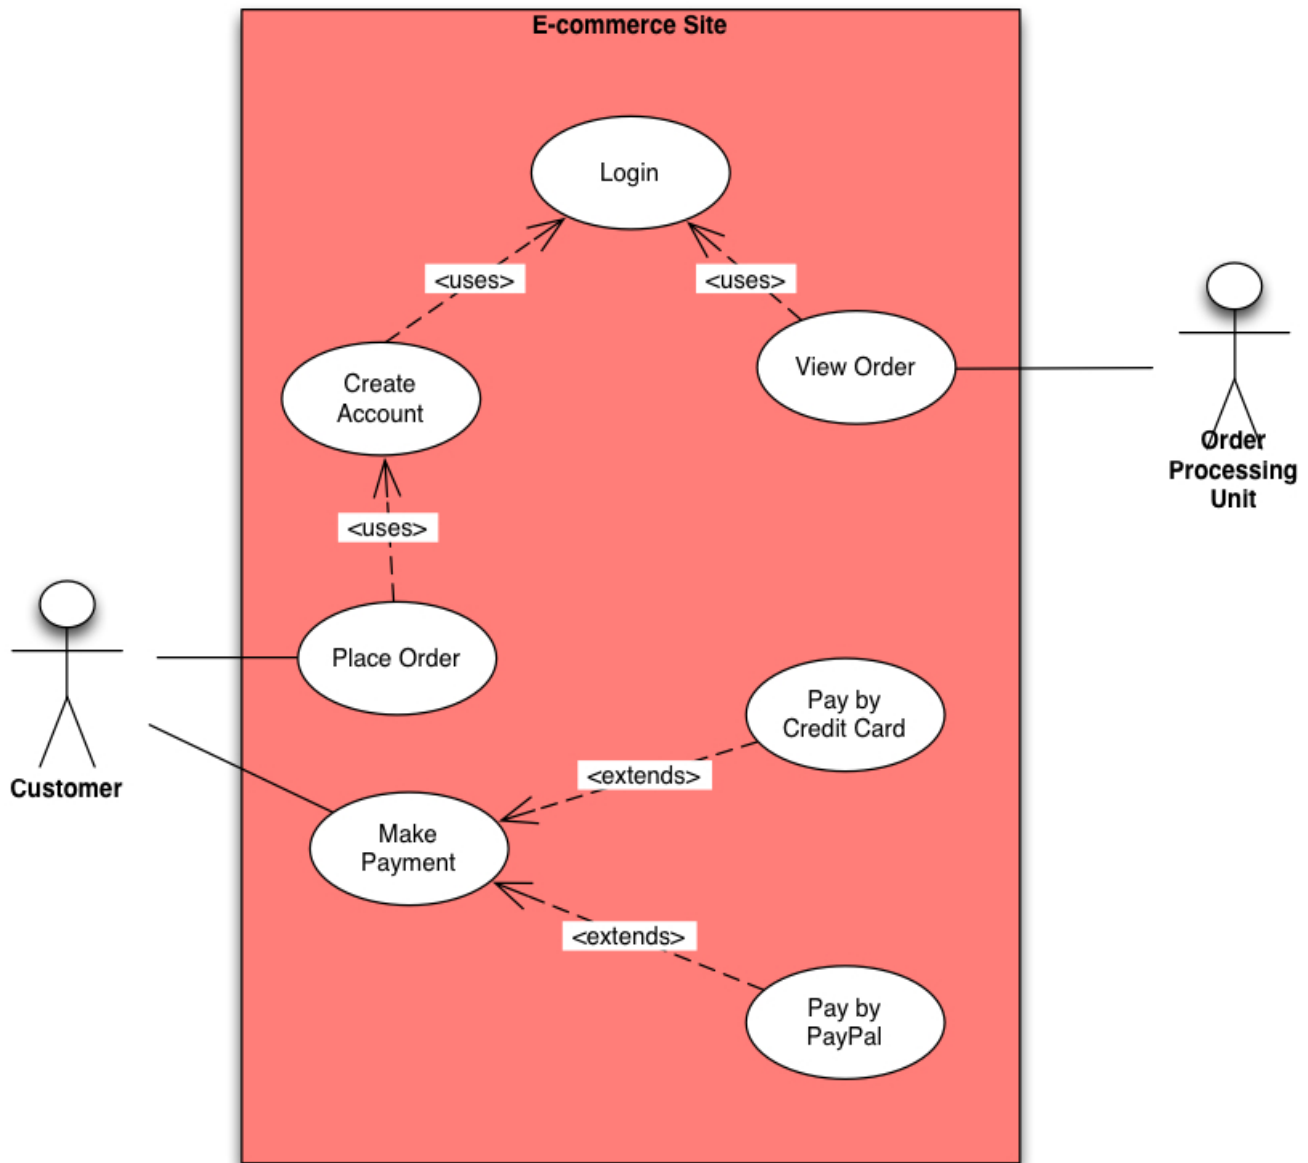 E-commerce Site
Login
<uses>
<uses>
View Order
Create
Account
Order
Processing
Unit
<uses>
Place Order
Pay by
Credit Card
<extends>
Customer
Make
Payment
<extends>
Pay by
PayPal